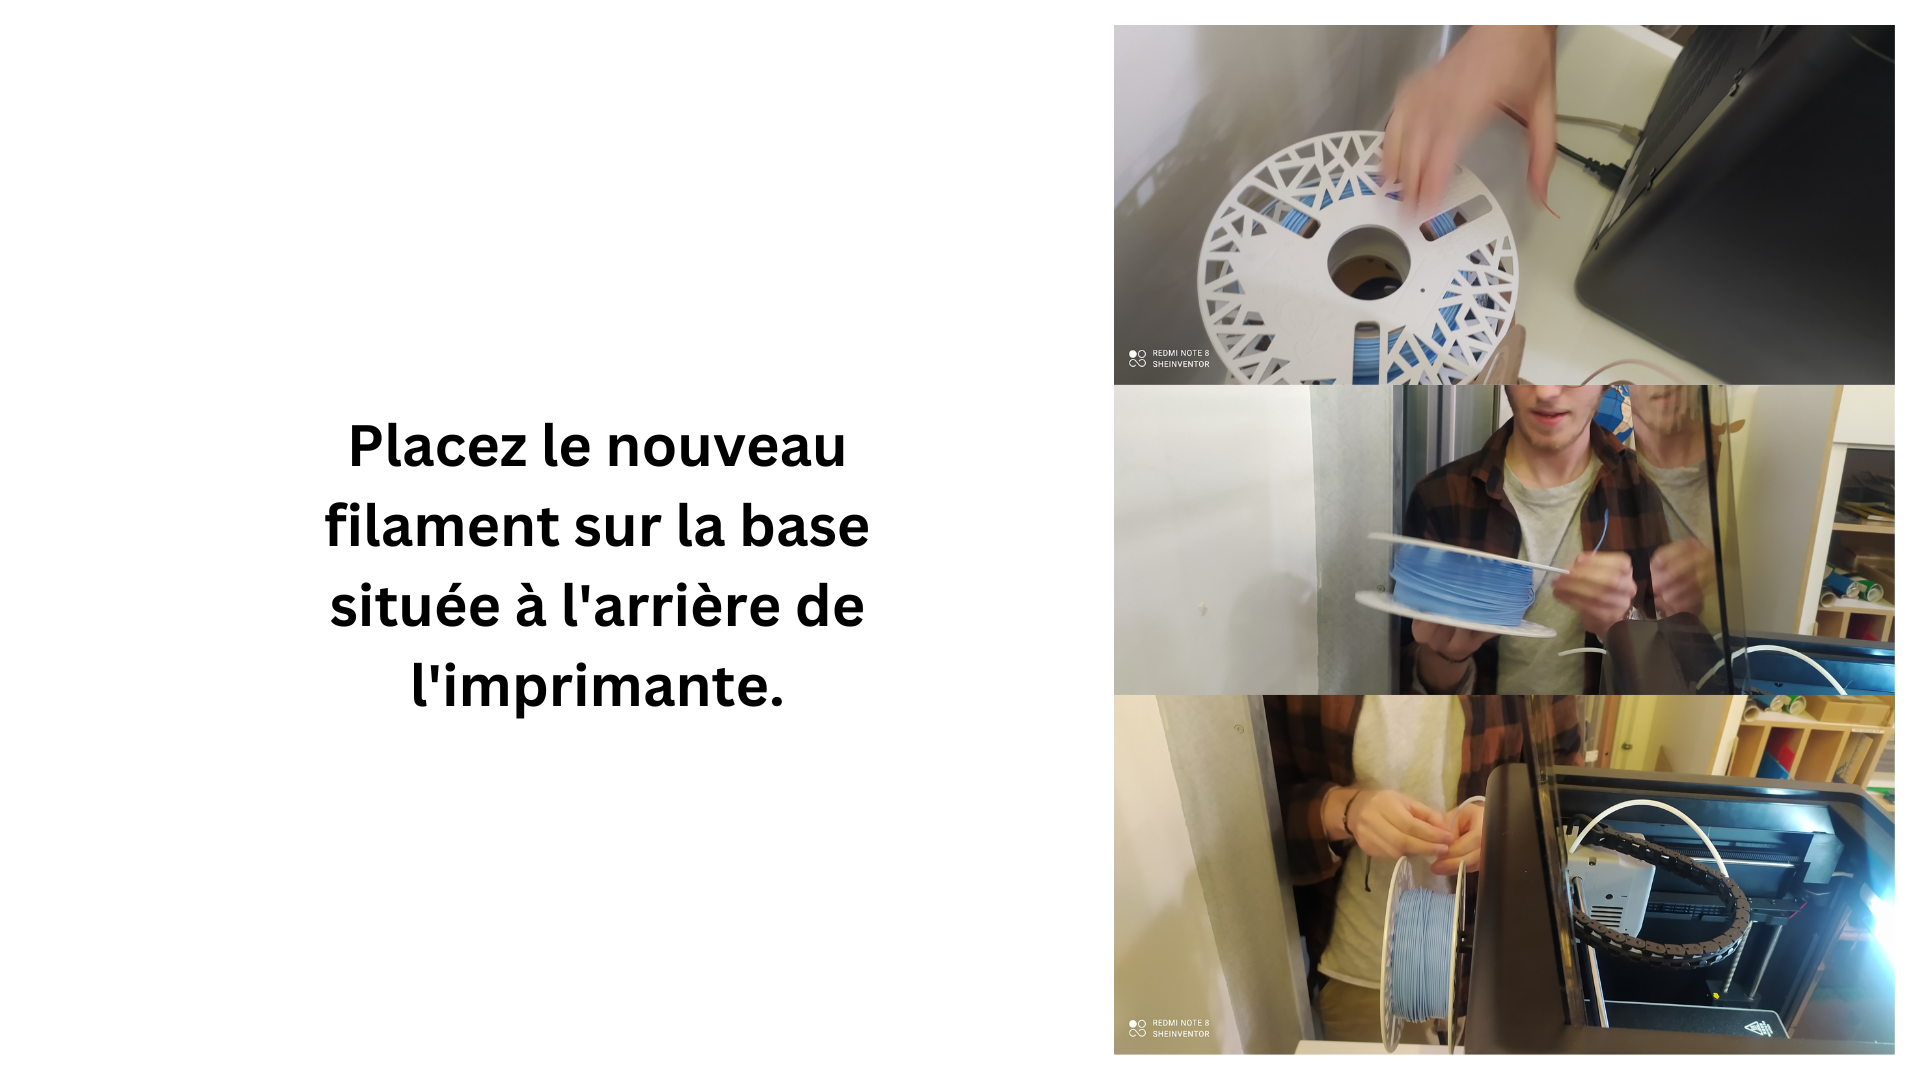 Placez le nouveau
filament sur la base
située à l'arrière de
l'imprimante.
REDMI NOTE 8
SHEINVENTOR
REDMI NOTE 8
SHEINVENTOR